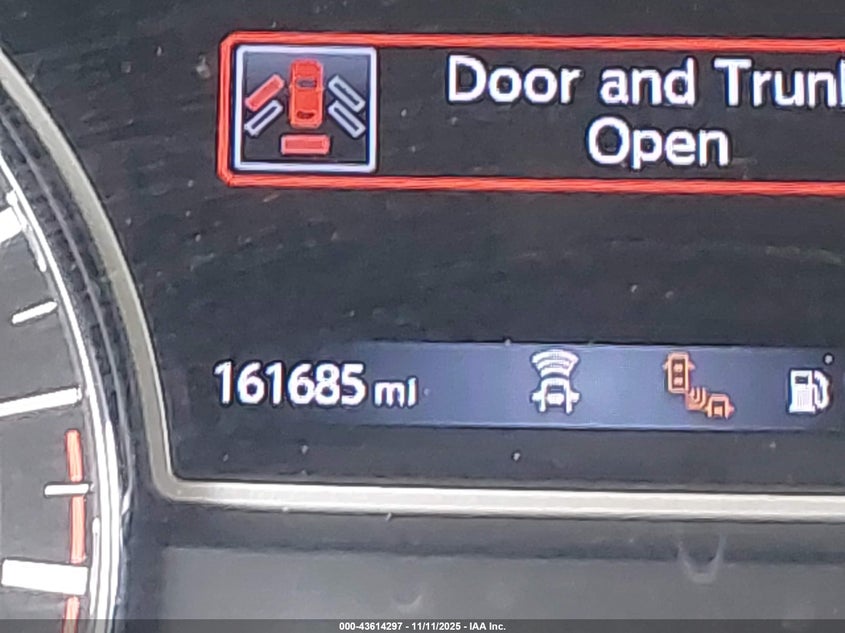 Door and Trun
Open
161685 mi
000-43614297 - 11/11/2025 - IAA Inc.